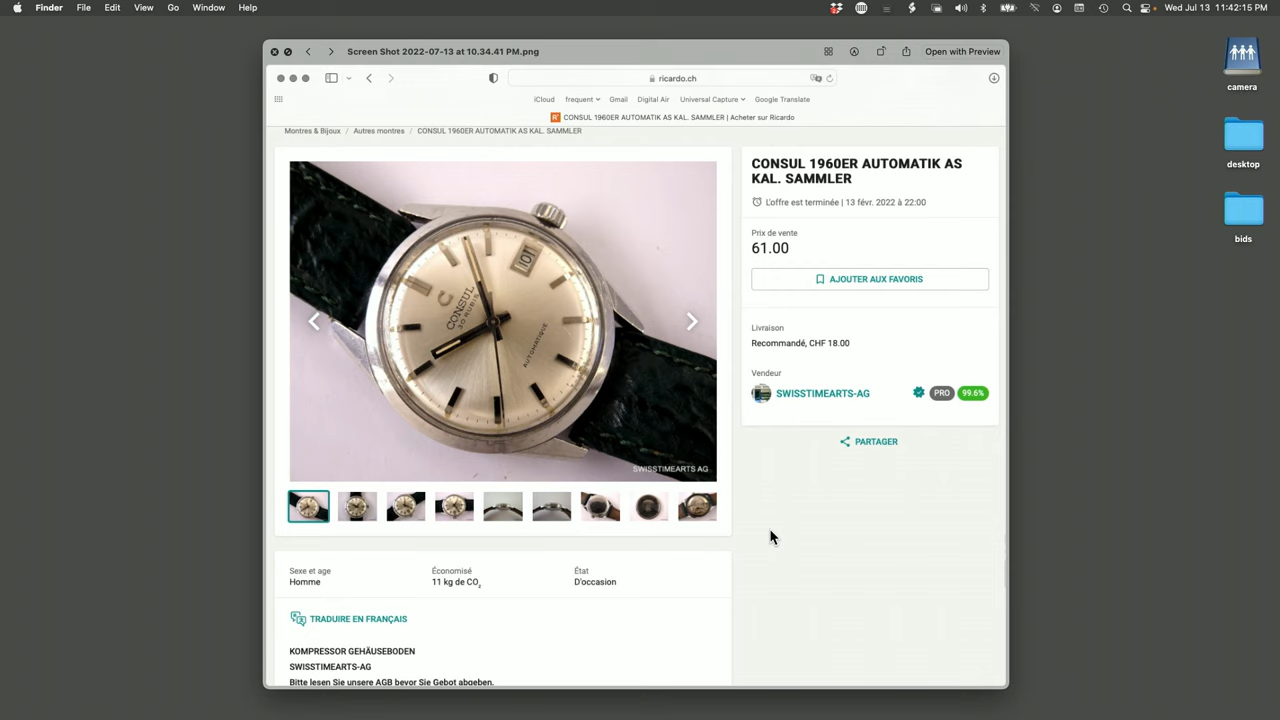 Finder File Edit View Go Window Help
Wed Jul 13 11:42:15 PM
Screen Shot 2022-07-13 at 10.34.41 PM.png
Open with Preview
ricardo.ch
iCloud frequent Gmail Digital Air Universal Capture Google Translate
R' CONSUL 1960ER AUTOMATIK AS KAL. SAMMLER | Acheter sur Ricardo
Montres & Bijoux / Autres montres / CONSUL 1960ER AUTOMATIK AS KAL. SAMMLER
C
CONSUL
30 RUBIS
AUTOMATIQUE
10
SWISSTIMEARTS AG
CONSUL 1960ER AUTOMATIK AS
KAL. SAMMLER
L'offre est terminée | 13 févr. 2022 à 22:00
Prix de vente
61.00
AJOUTER AUX FAVORIS
Livraison
Recommandé, CHF 18.00
Vendeur
SWISSTIMEARTS-AG PRO 99.6%
PARTAGER
Sexe et age
Homme
Économisé
11 kg de CO₂
État
D'occasion
TRADUIRE EN FRANÇAIS
KOMPRESSOR GEHÄUSEBODEN
SWISSTIMEARTS-AG
Bitte lesen Sie unsere AGB bevor Sie Gebot abgeben.
camera
desktop
bids